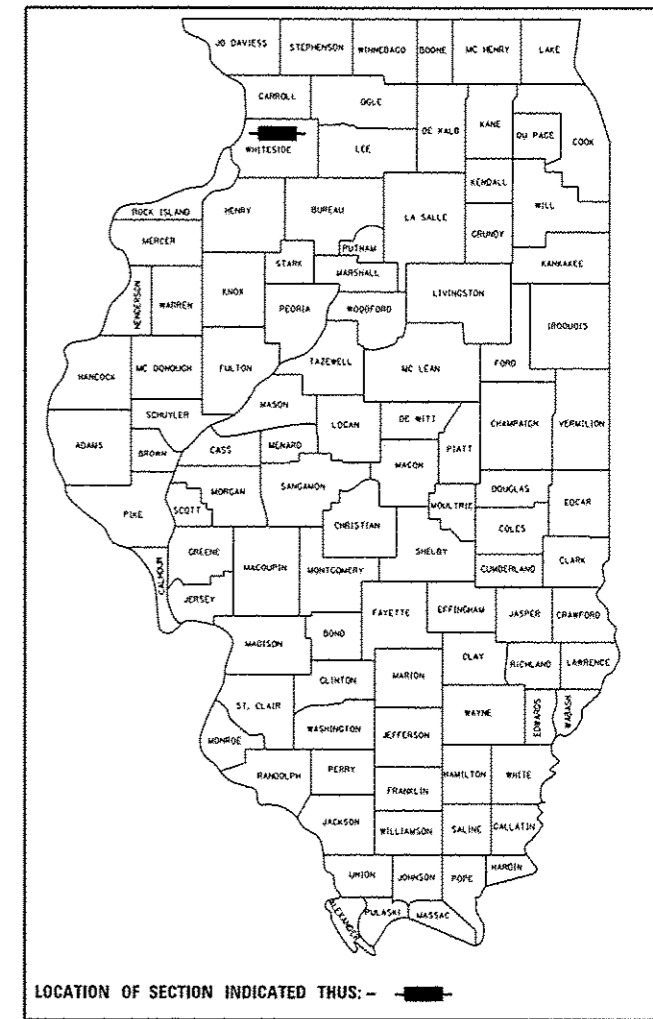 JO DAVIESS STEPHENSON WINNEBAGO BOONE MC HENRY LAKE
CARROLL OGLE DE KALB KANE DU PAGE COOK
WHITESIDE LEE
KENDALL WILL
ROCK ISLAND HENRY BUREAU LA SALLE GRUNDY
MERCER PUTNAM KANKAKEE
STARK MARSHALL
HENDERSON WARREN KNOX PEORIA WOODFORD LIVINGSTON IROQUOIS
HANCOCK MC DONOUGH FULTON TAZEWELL MC LEAN FORD
MASON
SCHUYLER LOGAN DE WITT CHAMPAIGN VERMILION
ADAMS BROWN CASS MENARD PIATT
MACON
MORGAN SANGAMON DOUGLAS EDGAR
PIKE SCOTT CHRISTIAN MOULTRIE COLES
GREENE SHELBY
CALHOUN MACOUPIN MONTGOMERY CUMBERLAND CLARK
JERSEY FAYETTE EFFINGHAM JASPER CRAWFORD
MADISON BOND
CLAY RICHLAND LAWRENCE
CLINTON MARION
ST. CLAIR WAYNE EDWARDS WABASH
MONROE WASHINGTON JEFFERSON
RANDOLPH PERRY HAMILTON WHITE
FRANKLIN
JACKSON WILLIAMSON SALINE GALLATIN
UNION JOHNSON POPE HARDIN
ALEXANDER PULASKI MASSAC
LOCATION OF SECTION INDICATED THUS: -